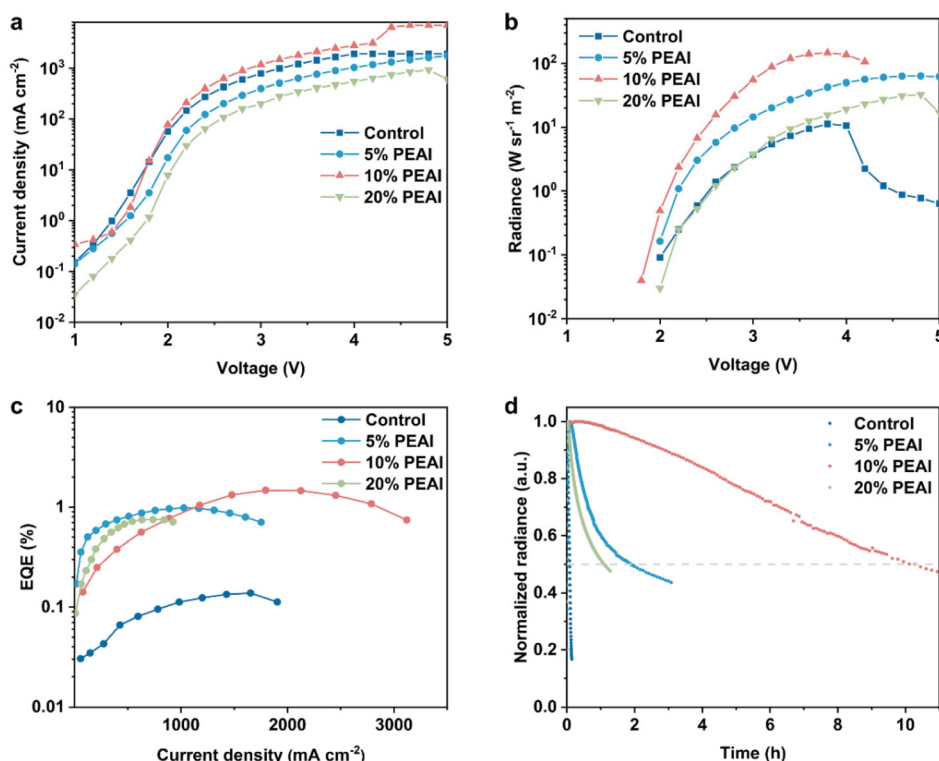 a
Current density (mA cm⁻²)
10³
10²
10¹
10⁰
10⁻¹
10⁻²
Control
5% PEAI
10% PEAI
20% PEAI
1 2 3 4 5
Voltage (V)
b
Radiance (W sr⁻¹ m⁻²)
10²
10¹
10⁰
10⁻¹
10⁻²
Control
5% PEAI
10% PEAI
20% PEAI
1 2 3 4 5
Voltage (V)
c
EQE (%)
10
1
0.1
0.01
Control
5% PEAI
10% PEAI
20% PEAI
1000 2000 3000
Current density (mA cm⁻²)
d
Normalized radiance (a.u.)
1.0
0.8
0.6
0.4
0.2
0.0
Control
5% PEAI
10% PEAI
20% PEAI
0 2 4 6 8 10
Time (h)